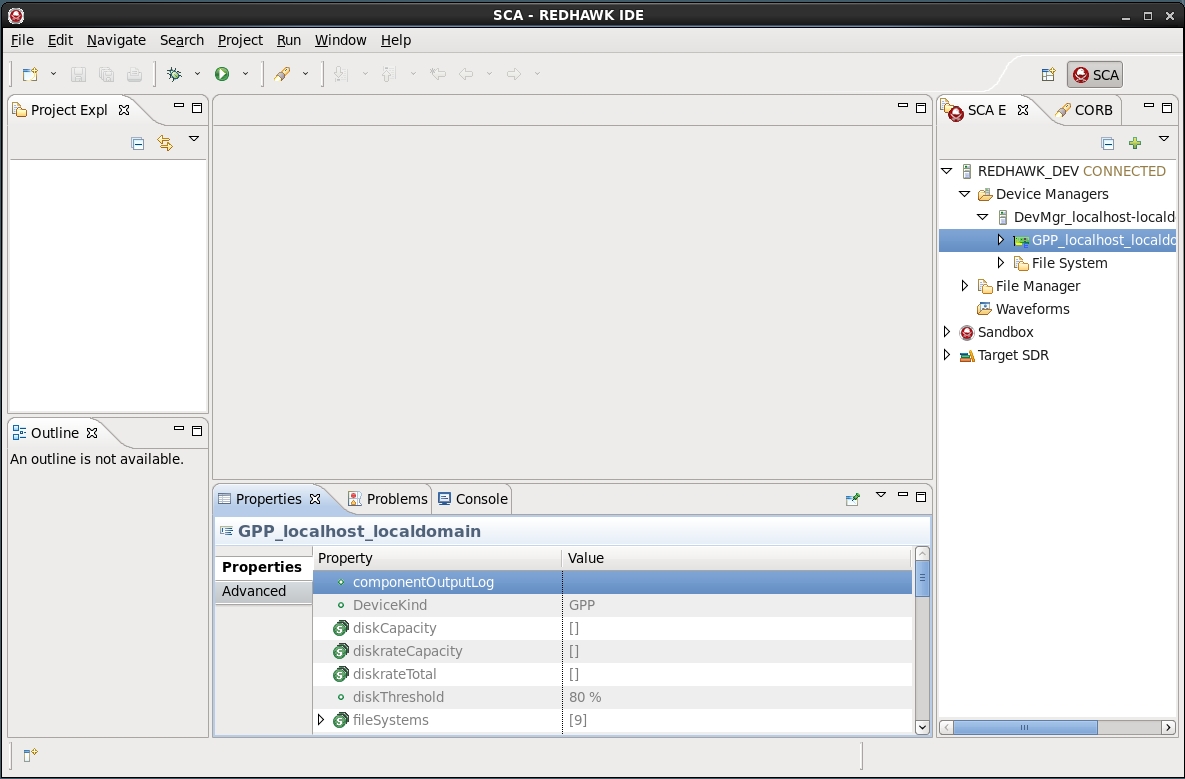 SCA - REDHAWK IDE
File Edit Navigate Search Project Run Window Help
SCA
Project Expl
SCA E
CORB
REDHAWK_DEV CONNECTED
Device Managers
DevMgr_localhost-locald
GPP_localhost_localdo
File System
File Manager
Waveforms
Sandbox
Target SDR
Outline
An outline is not available.
Properties Problems Console
GPP_localhost_localdomain
Properties
Advanced
Property Value
componentOutputLog
DeviceKind GPP
diskCapacity []
diskrateCapacity []
diskrateTotal []
diskThreshold 80 %
fileSystems [9]